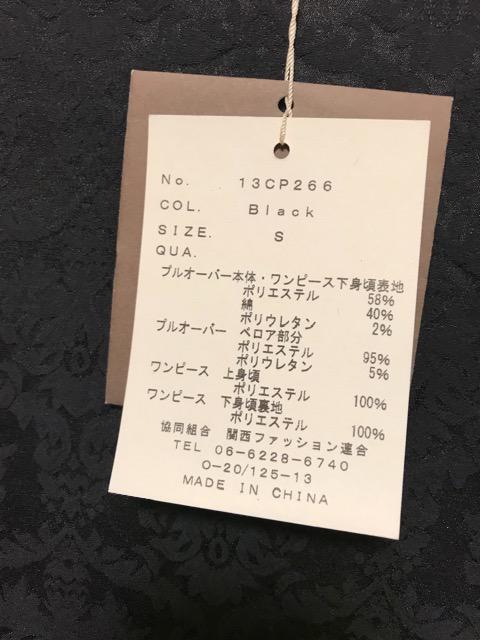 No. 13CP266
COL. Black
SIZE. S
QUA.
プルオーバー本体・ワンピース下身頃表地
ポリエステル 58%
綿 40%
ポリウレタン 2%
プルオーバー ベロア部分
ポリエステル 95%
ポリウレタン 5%
ワンピース 上身頃
ポリエステル 100%
ワンピース 下身頃裏地
ポリエステル 100%
協同組合 関西ファッション連合
TEL 06-6228-6740
O-20/125-13
MADE IN CHINA